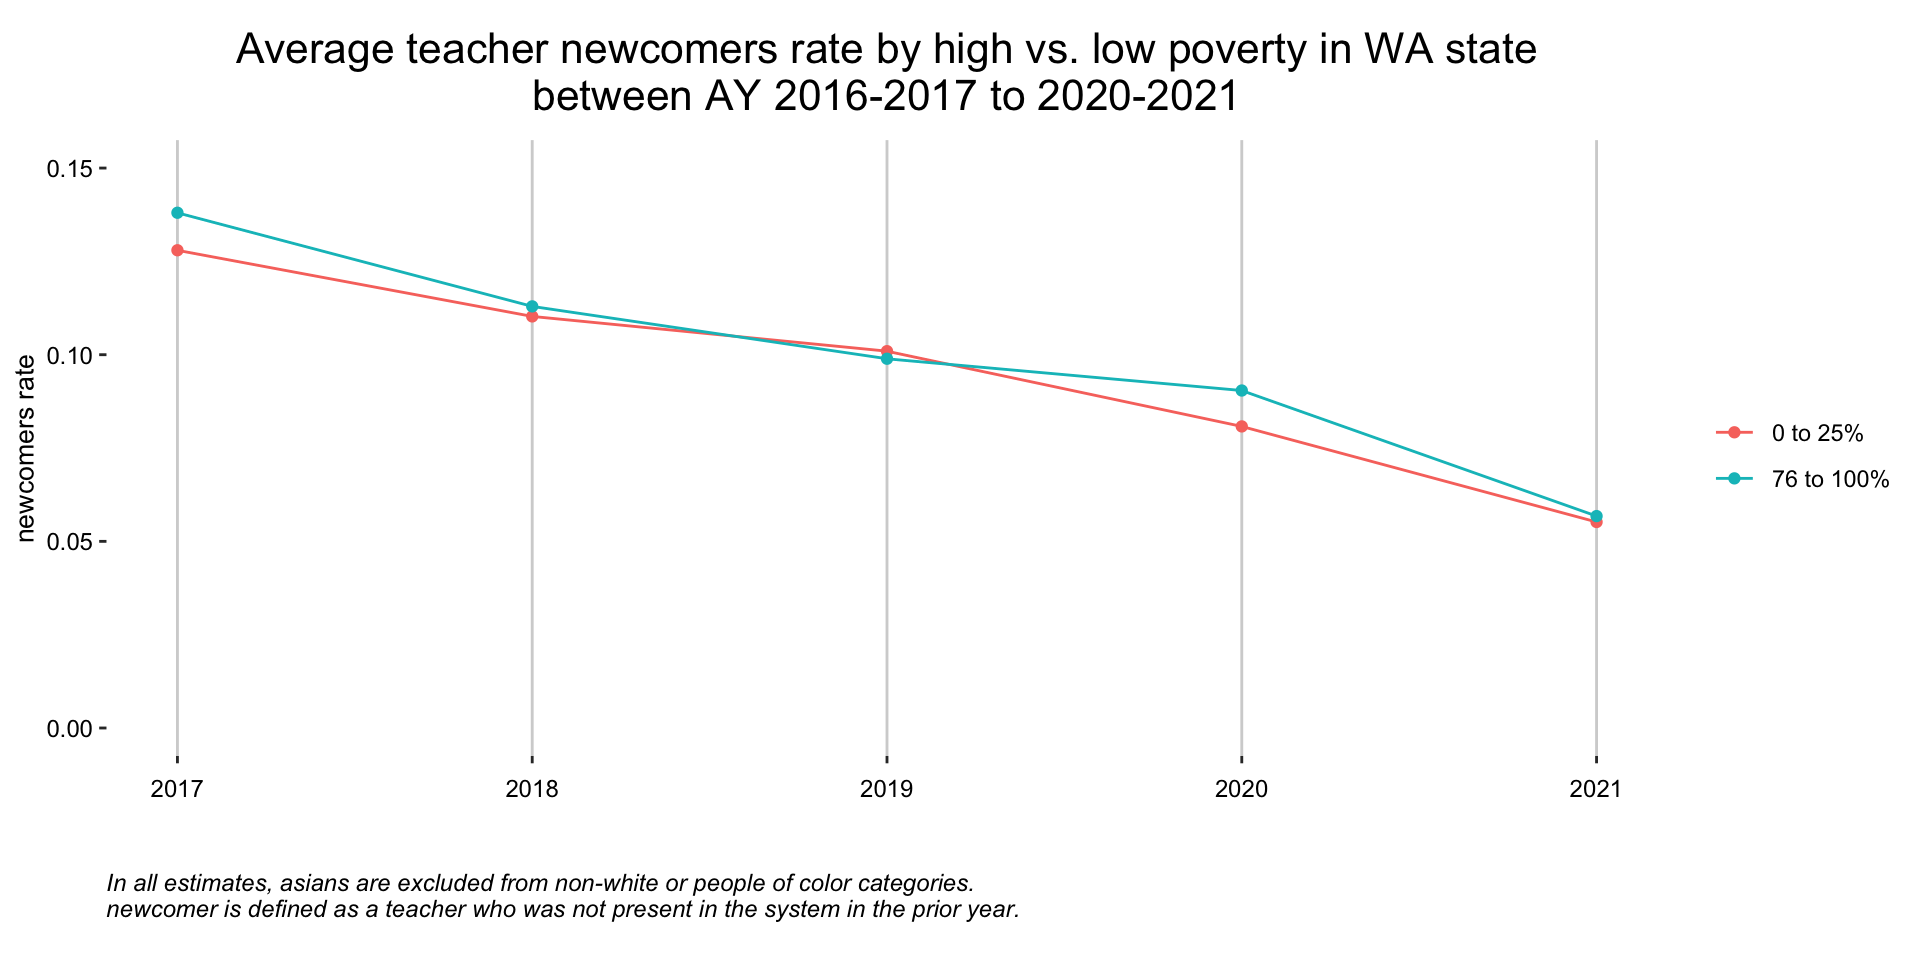 Average teacher newcomers rate by high vs. low poverty in WA state
between AY 2016-2017 to 2020-2021
0.15
0.10
0.05
0.00
newcomers rate
2017
2018
2019
2020
2021
0 to 25%
76 to 100%
In all estimates, asians are excluded from non-white or people of color categories.
newcomer is defined as a teacher who was not present in the system in the prior year.